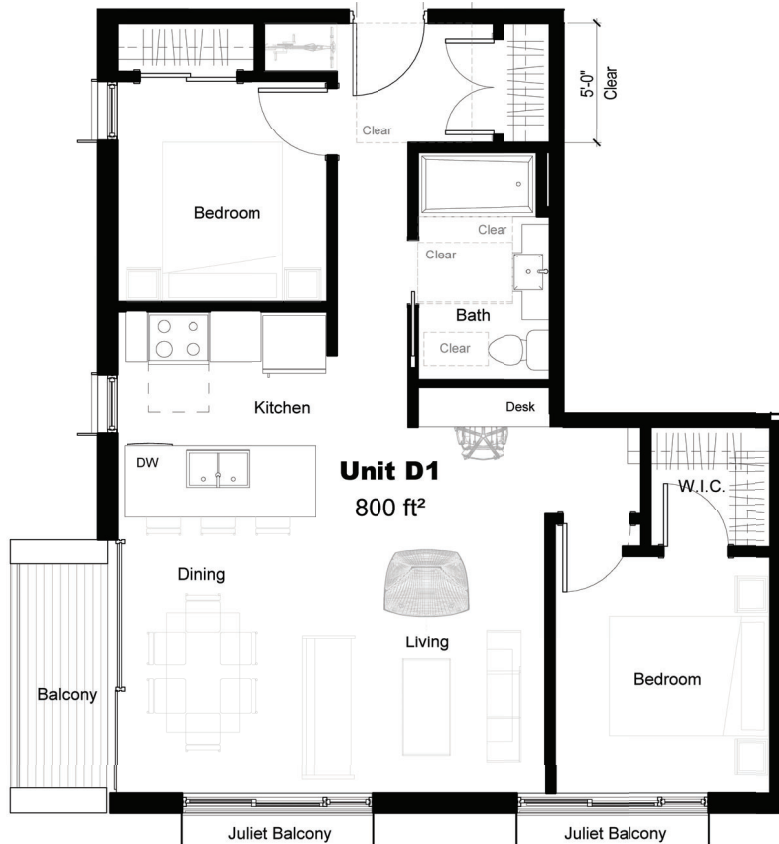 5'-0"
Clear
Clear
Bedroom
Clear
Clear
Bath
Clear
Kitchen
Desk
DW
Unit D1
800 ft²
W.I.C.
Dining
Living
Balcony
Bedroom
Juliet Balcony
Juliet Balcony